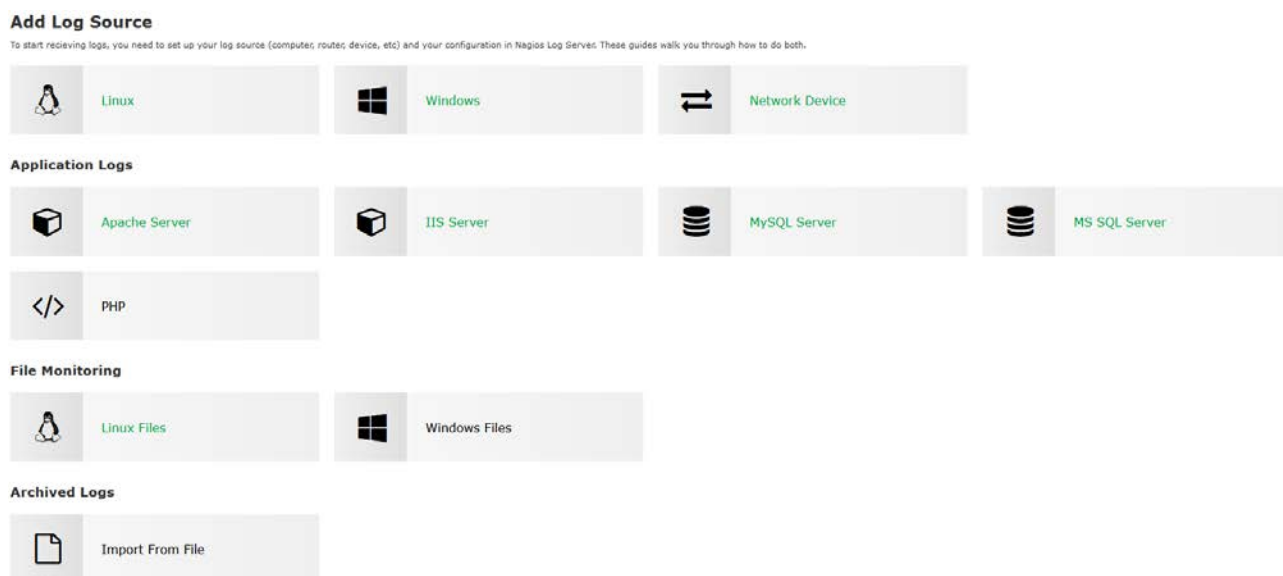 Add Log Source
To start recieving logs, you need to set up your log source (computer, router, device, etc) and your configuration in Nagios Log Server. These guides walk you through how to do both.
Linux
Windows
Network Device
Application Logs
Apache Server
IIS Server
MySQL Server
MS SQL Server
PHP
File Monitoring
Linux Files
Windows Files
Archived Logs
Import From File